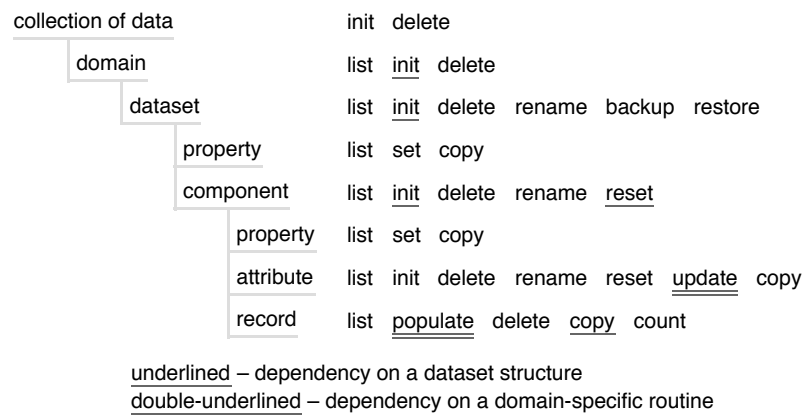 collection of data init delete
domain list init delete
dataset list init delete rename backup restore
property list set copy
component list init delete rename reset
property list set copy
attribute list init delete rename reset update copy
record list populate delete copy count
underlined – dependency on a dataset structure
double-underlined – dependency on a domain-specific routine